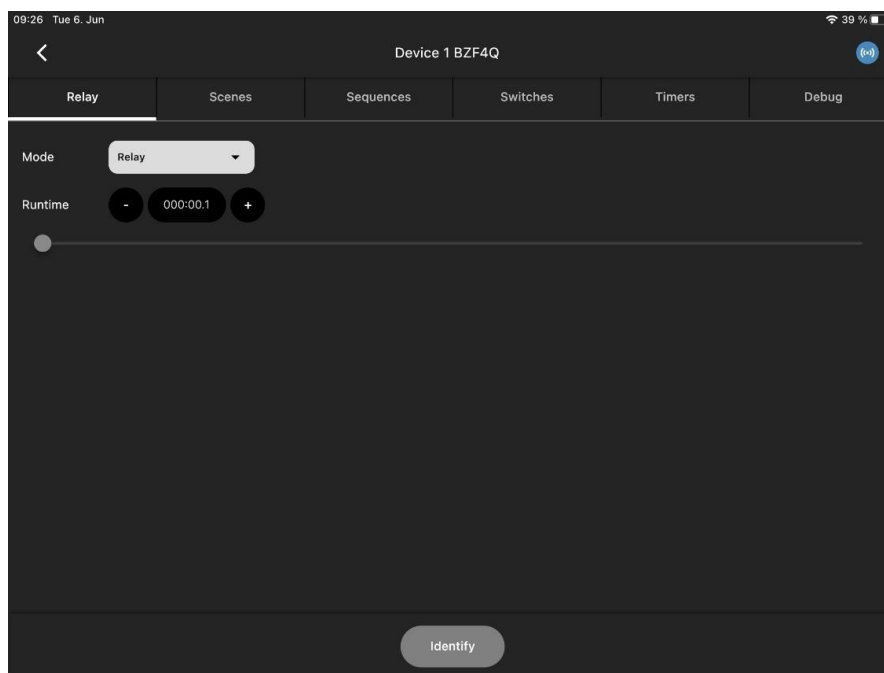 09:26 Tue 6. Jun 39 %
Device 1 BZF4Q
Relay Scenes Sequences Switches Timers Debug
Mode Relay
Runtime - 000:00.1 +
Identify